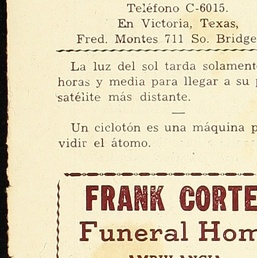 Teléfono C-6015.
En Victoria, Texas,
Fred. Montes 711 So. Bridge
La luz del sol tarda solament
horas y media para llegar a su p
satélite más distante.
Un ciclotón es una máquina p
vidir el átomo.
FRANK CORTE
Funeral Hom
AMBULANCIA